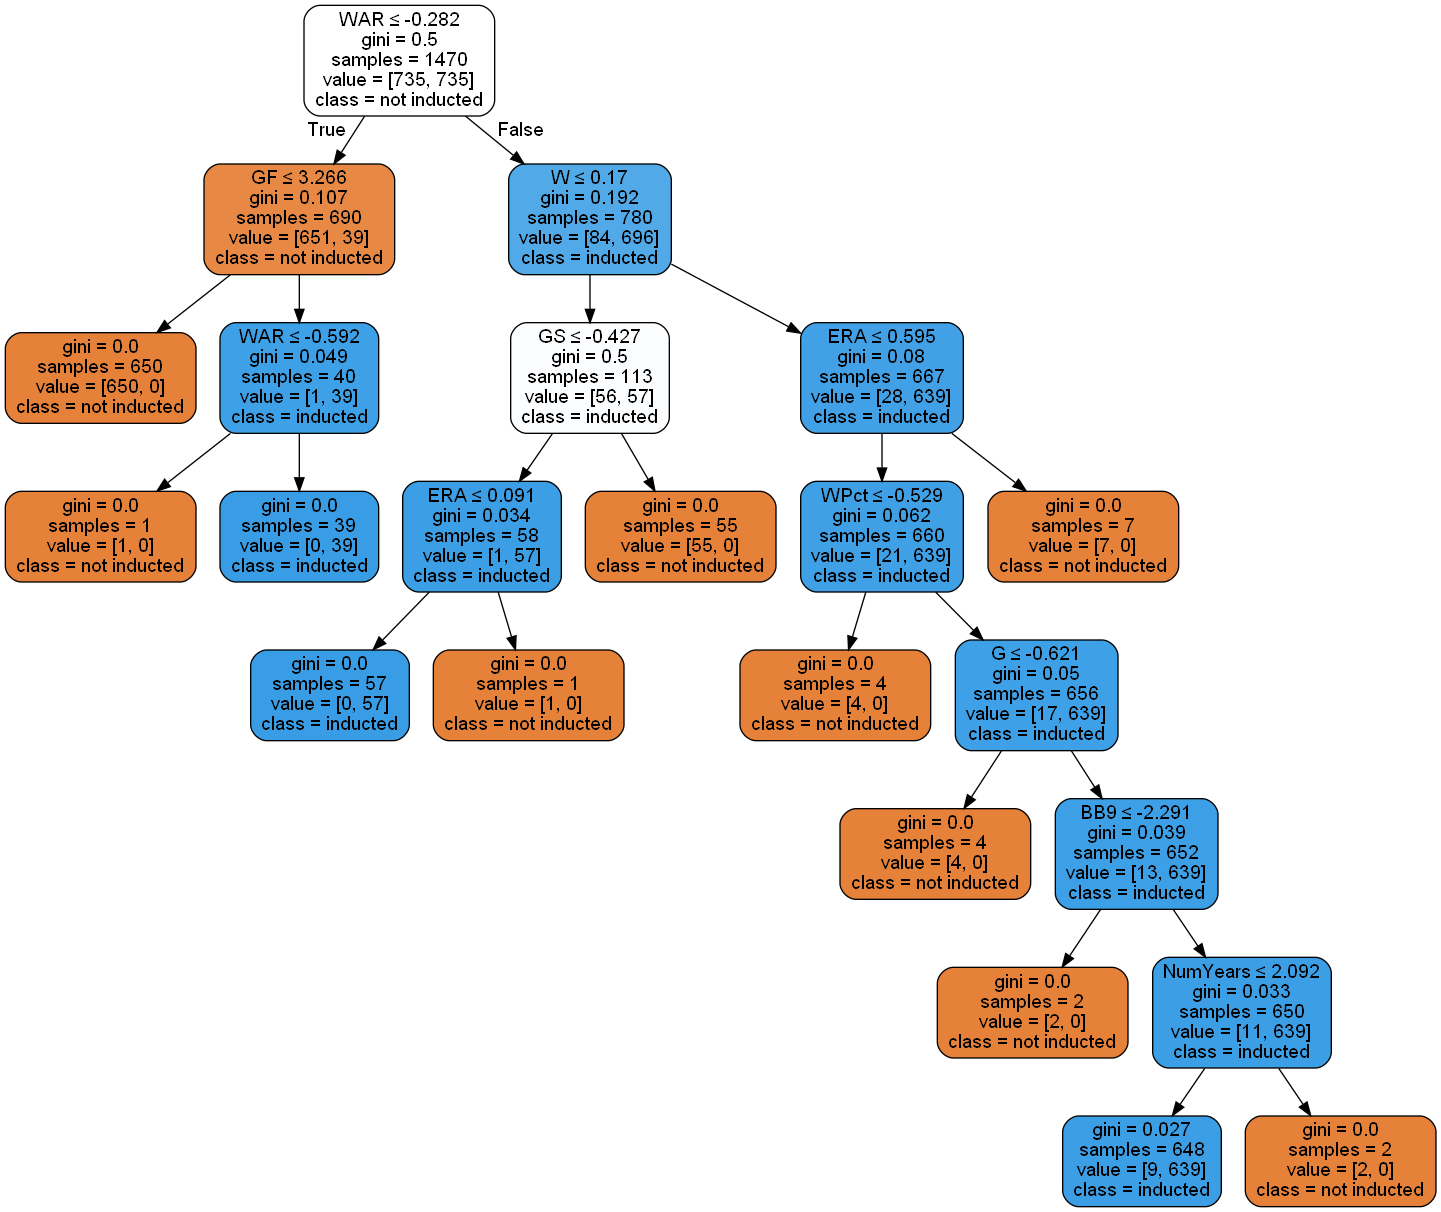 WAR ≤ -0.282
gini = 0.5
samples = 1470
value = [735, 735]
class = not inducted
True
False
GF ≤ 3.266
gini = 0.107
samples = 690
value = [651, 39]
class = not inducted
W ≤ 0.17
gini = 0.192
samples = 780
value = [84, 696]
class = inducted
gini = 0.0
samples = 650
value = [650, 0]
class = not inducted
WAR ≤ -0.592
gini = 0.049
samples = 40
value = [1, 39]
class = inducted
GS ≤ -0.427
gini = 0.5
samples = 113
value = [56, 57]
class = inducted
ERA ≤ 0.595
gini = 0.08
samples = 667
value = [28, 639]
class = inducted
gini = 0.0
samples = 1
value = [1, 0]
class = not inducted
gini = 0.0
samples = 39
value = [0, 39]
class = inducted
ERA ≤ 0.091
gini = 0.034
samples = 58
value = [1, 57]
class = inducted
gini = 0.0
samples = 55
value = [55, 0]
class = not inducted
WPct ≤ -0.529
gini = 0.062
samples = 660
value = [21, 639]
class = inducted
gini = 0.0
samples = 7
value = [7, 0]
class = not inducted
gini = 0.0
samples = 57
value = [0, 57]
class = inducted
gini = 0.0
samples = 1
value = [1, 0]
class = not inducted
gini = 0.0
samples = 4
value = [4, 0]
class = not inducted
G ≤ -0.621
gini = 0.05
samples = 656
value = [17, 639]
class = inducted
gini = 0.0
samples = 4
value = [4, 0]
class = not inducted
BB9 ≤ -2.291
gini = 0.039
samples = 652
value = [13, 639]
class = inducted
gini = 0.0
samples = 2
value = [2, 0]
class = not inducted
NumYears ≤ 2.092
gini = 0.033
samples = 650
value = [11, 639]
class = inducted
gini = 0.027
samples = 648
value = [9, 639]
class = inducted
gini = 0.0
samples = 2
value = [2, 0]
class = not inducted